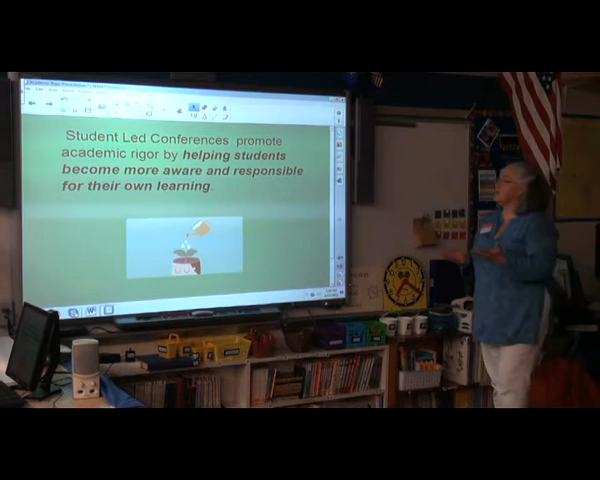 Student Led Conferences promote
academic rigor by helping students
become more aware and responsible
for their own learning.